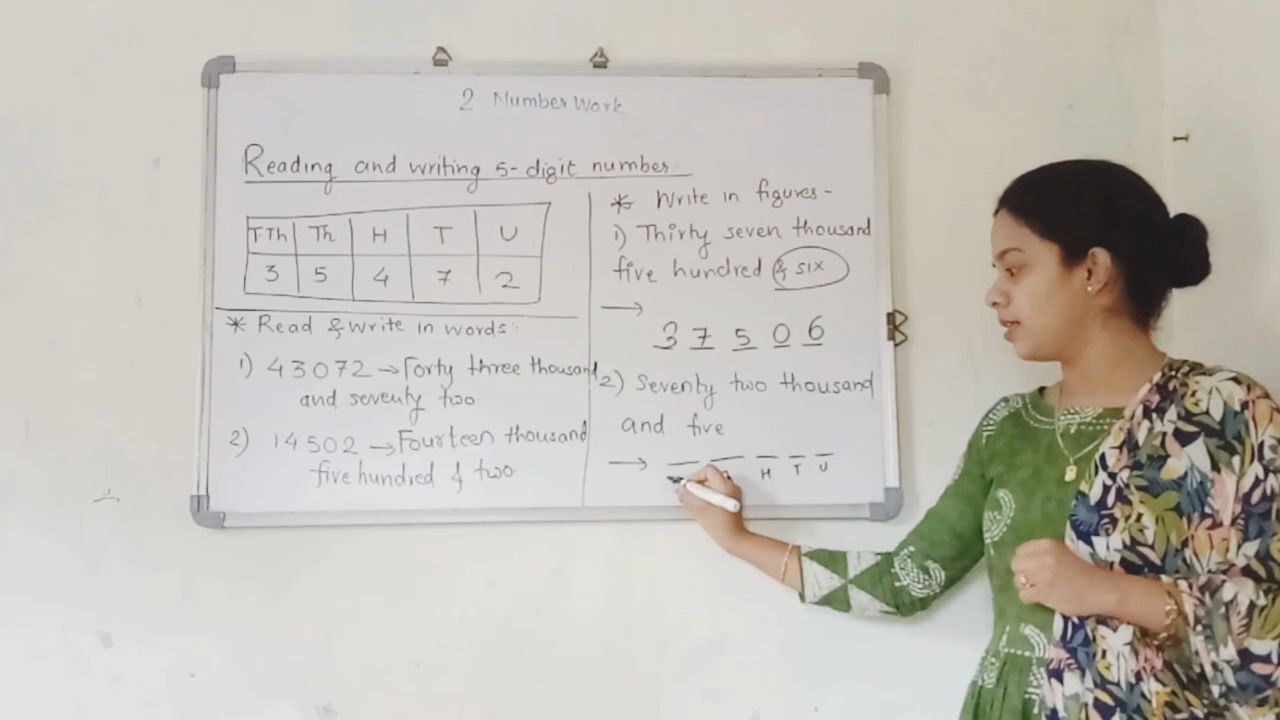 2 Number Work
Reading and writing 5-digit number
TTh Th H T U
3 5 4 7 2
* Read & write in words:
1) 43072 → Forty three thousand
and seventy two
2) 14502 → Fourteen thousand
five hundred & two
* Write in figures-
1) Thirty seven thousand
five hundred & six
→
3 7 5 0 6
2) Seventy two thousand
and five
→ _ _ _ _ _
H T U